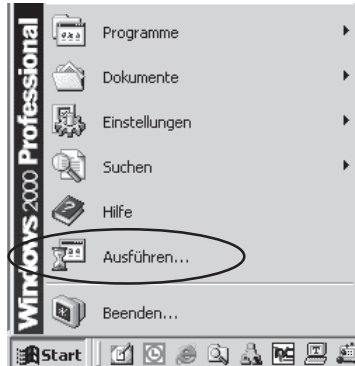 Windows 2000 Professional
Programme
Dokumente
Einstellungen
Suchen
Hilfe
Ausführen...
Beenden...
Start